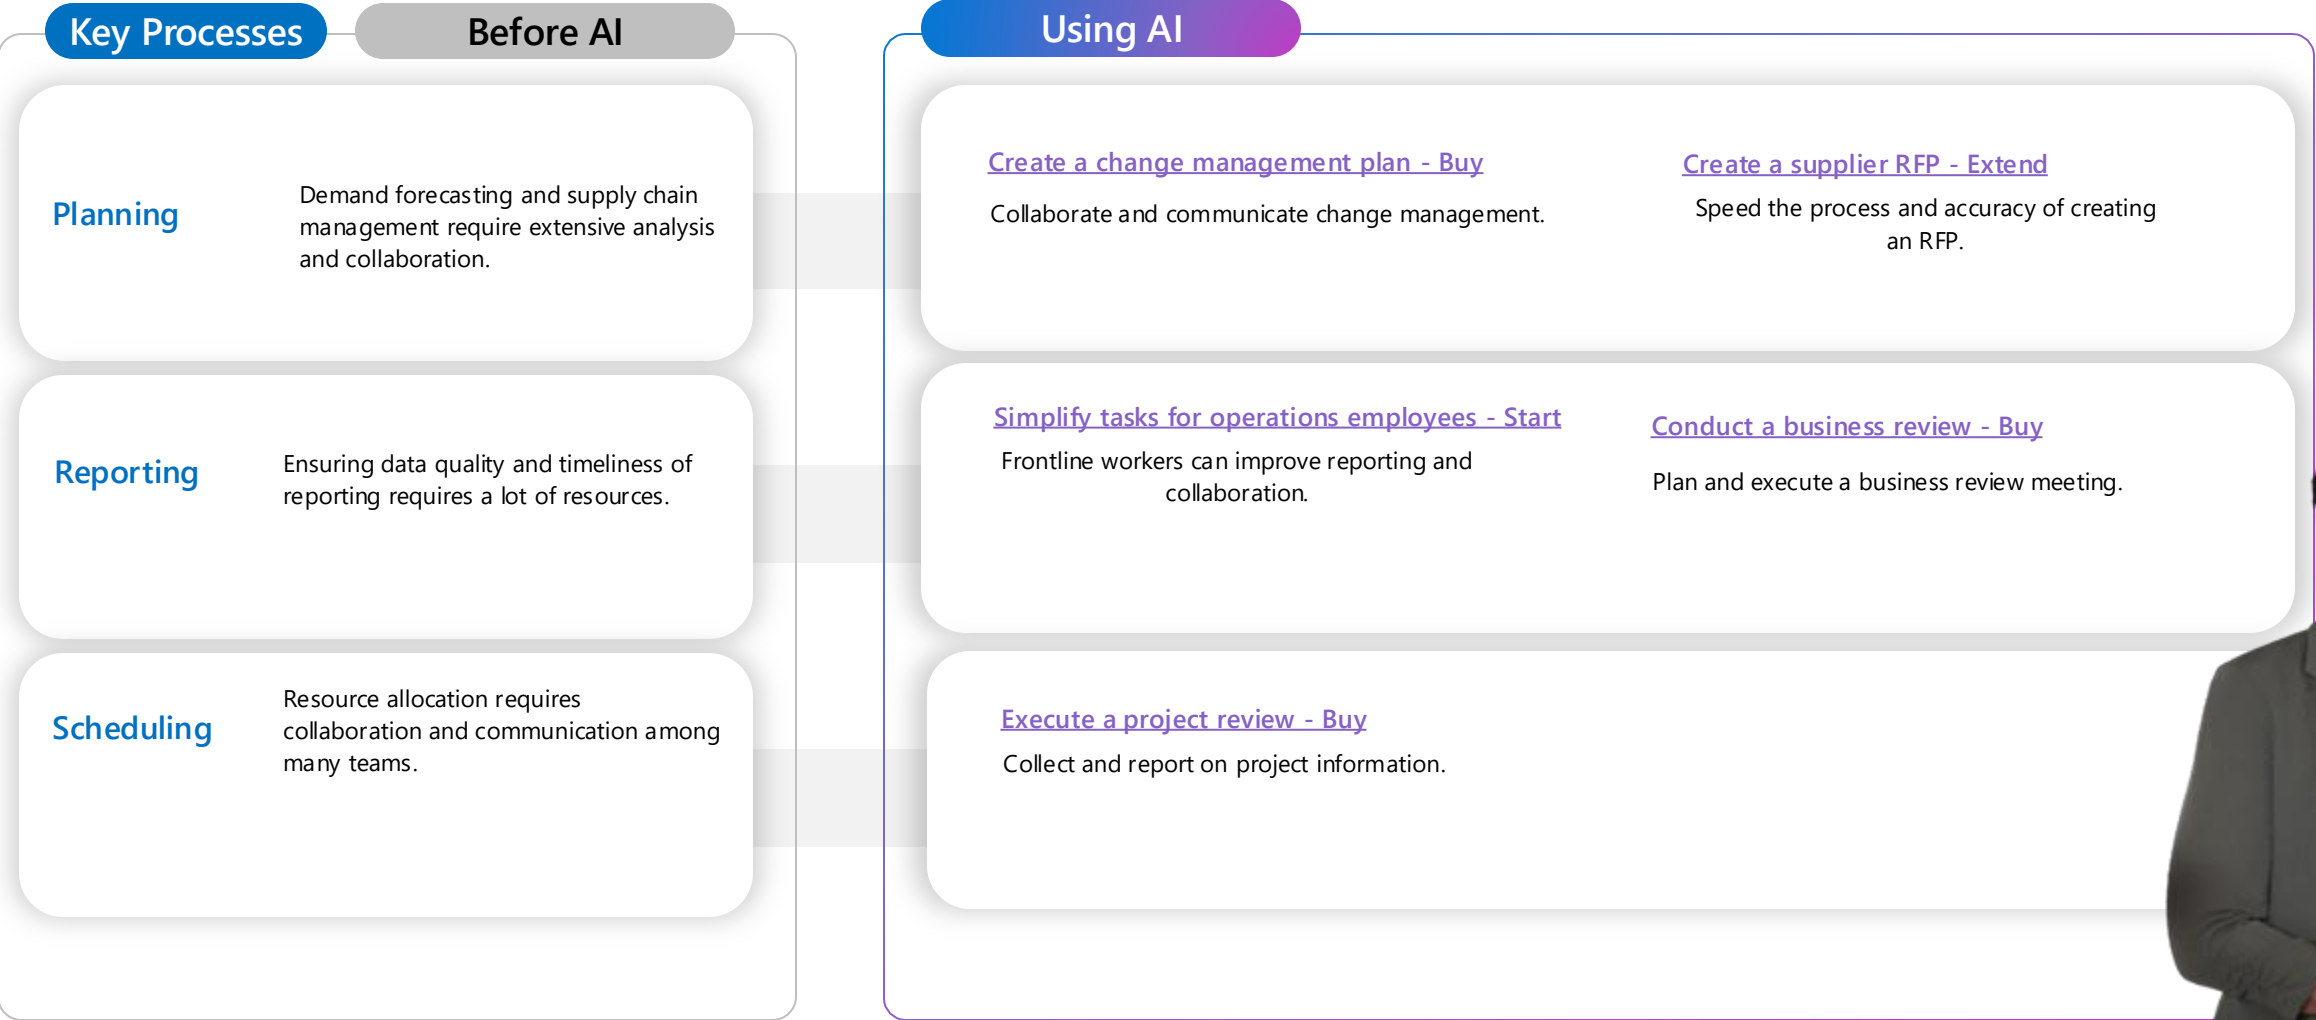 Key Processes
Before AI
Using AI
Planning
Demand forecasting and supply chain
management require extensive analysis
and collaboration.
Create a change management plan - Buy
Collaborate and communicate change management.
Create a supplier RFP - Extend
Speed the process and accuracy of creating
an RFP.
Reporting
Ensuring data quality and timeliness of
reporting requires a lot of resources.
Simplify tasks for operations employees - Start
Frontline workers can improve reporting and
collaboration.
Conduct a business review - Buy
Plan and execute a business review meeting.
Scheduling
Resource allocation requires
collaboration and communication among
many teams.
Execute a project review - Buy
Collect and report on project information.